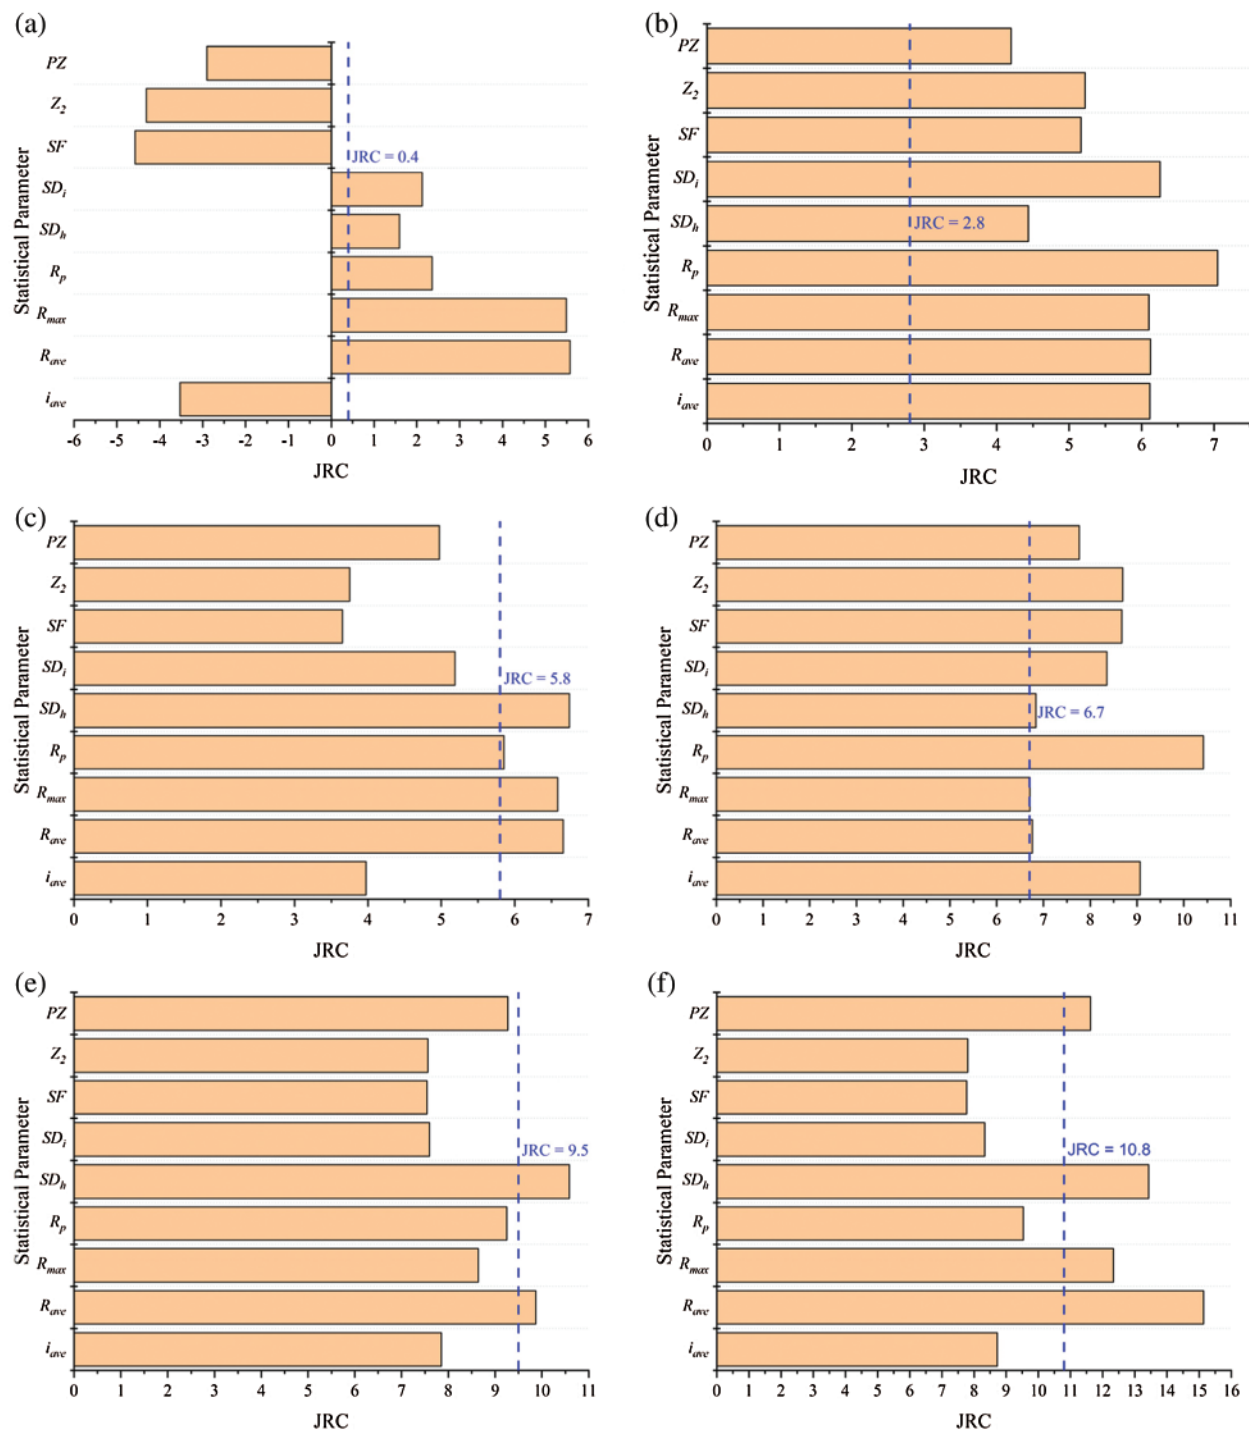 (a)
PZ
Z2
SF
SDi
SDh
Rp
Rmax
Rave
iave
Statistical Parameter
JRC = 0.4
-6 -5 -4 -3 -2 -1 0 1 2 3 4 5 6
JRC
(b)
PZ
Z2
SF
SDi
SDh
Rp
Rmax
Rave
iave
Statistical Parameter
JRC = 2.8
0 1 2 3 4 5 6 7
JRC
(c)
PZ
Z2
SF
SDi
SDh
Rp
Rmax
Rave
iave
Statistical Parameter
JRC = 5.8
0 1 2 3 4 5 6 7
JRC
(d)
PZ
Z2
SF
SDi
SDh
Rp
Rmax
Rave
iave
Statistical Parameter
JRC = 6.7
0 1 2 3 4 5 6 7 8 9 10 11
JRC
(e)
PZ
Z2
SF
SDi
SDh
Rp
Rmax
Rave
iave
Statistical Parameter
JRC = 9.5
0 1 2 3 4 5 6 7 8 9 10 11
JRC
(f)
PZ
Z2
SF
SDi
SDh
Rp
Rmax
Rave
iave
Statistical Parameter
JRC = 10.8
0 1 2 3 4 5 6 7 8 9 10 11 12 13 14 15 16
JRC